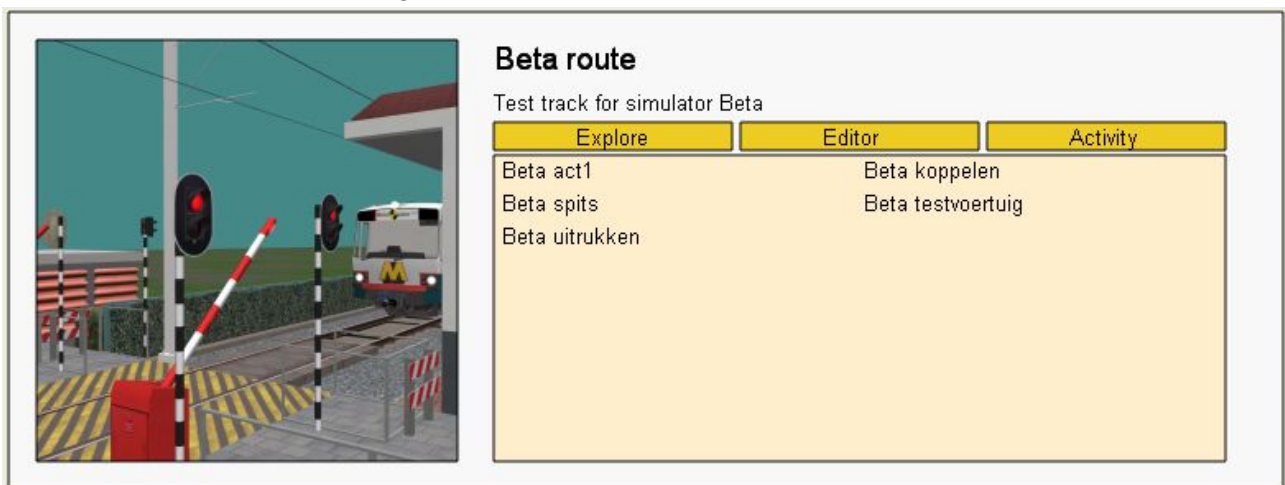 Beta route
Test track for simulator Beta
Explore Editor Activity
Beta act1 Beta koppelen
Beta spits Beta testvoertuig
Beta uitrukken
M